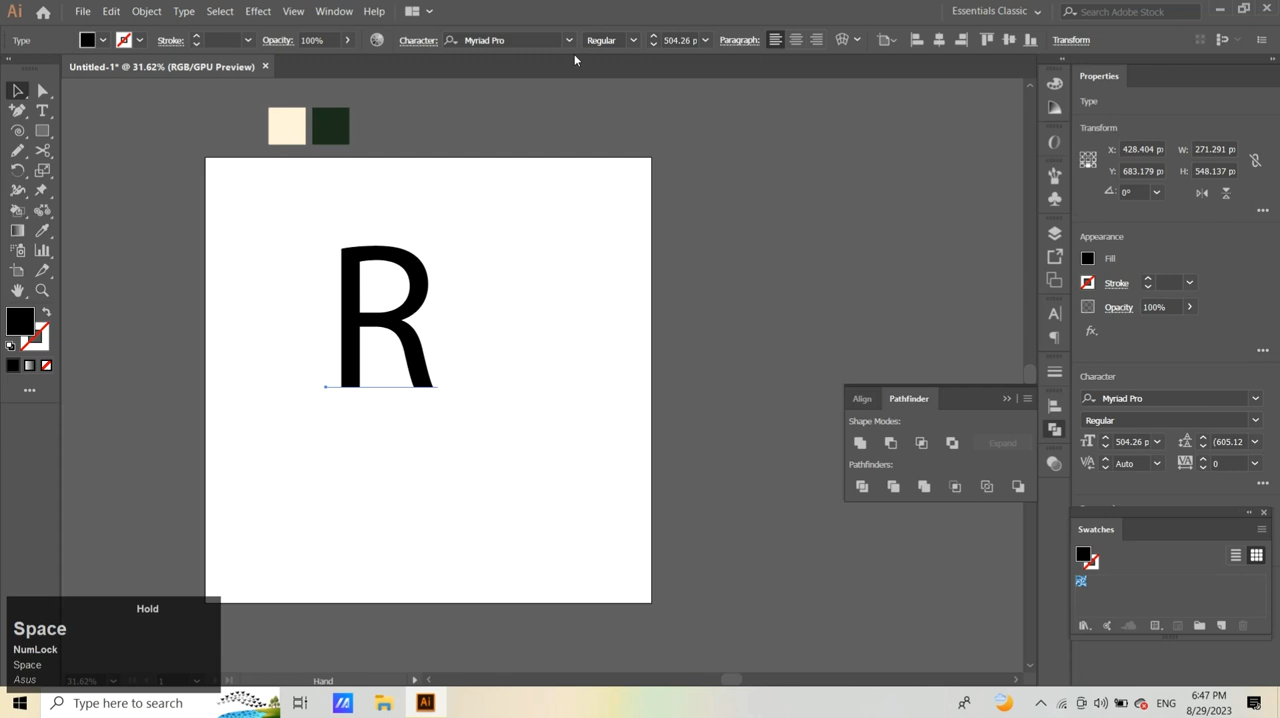 Ai File Edit Object Type Select Effect View Window Help Essentials Classic Search Adobe Stock
Type Stroke: Opacity: 100% Character: Myriad Pro Regular 504.26 p Paragraph: Transform
Untitled-1* @ 31.62% (RGB/GPU Preview)
Properties
Type
Transform
X: 428.404 p W: 271.291 p
Y: 683.179 p H: 548.137 p
0°
Appearance
Fill
Stroke
Opacity 100%
fx.
Character
Myriad Pro
Regular
504.26 p (605.12
Auto 0
R
Align Pathfinder
Shape Modes:
Expand
Pathfinders:
Swatches
Hold
Space
NumLock
Space
Asus
31.62% 1 Hand
Type here to search Ai ENG 6:47 PM
8/29/2023